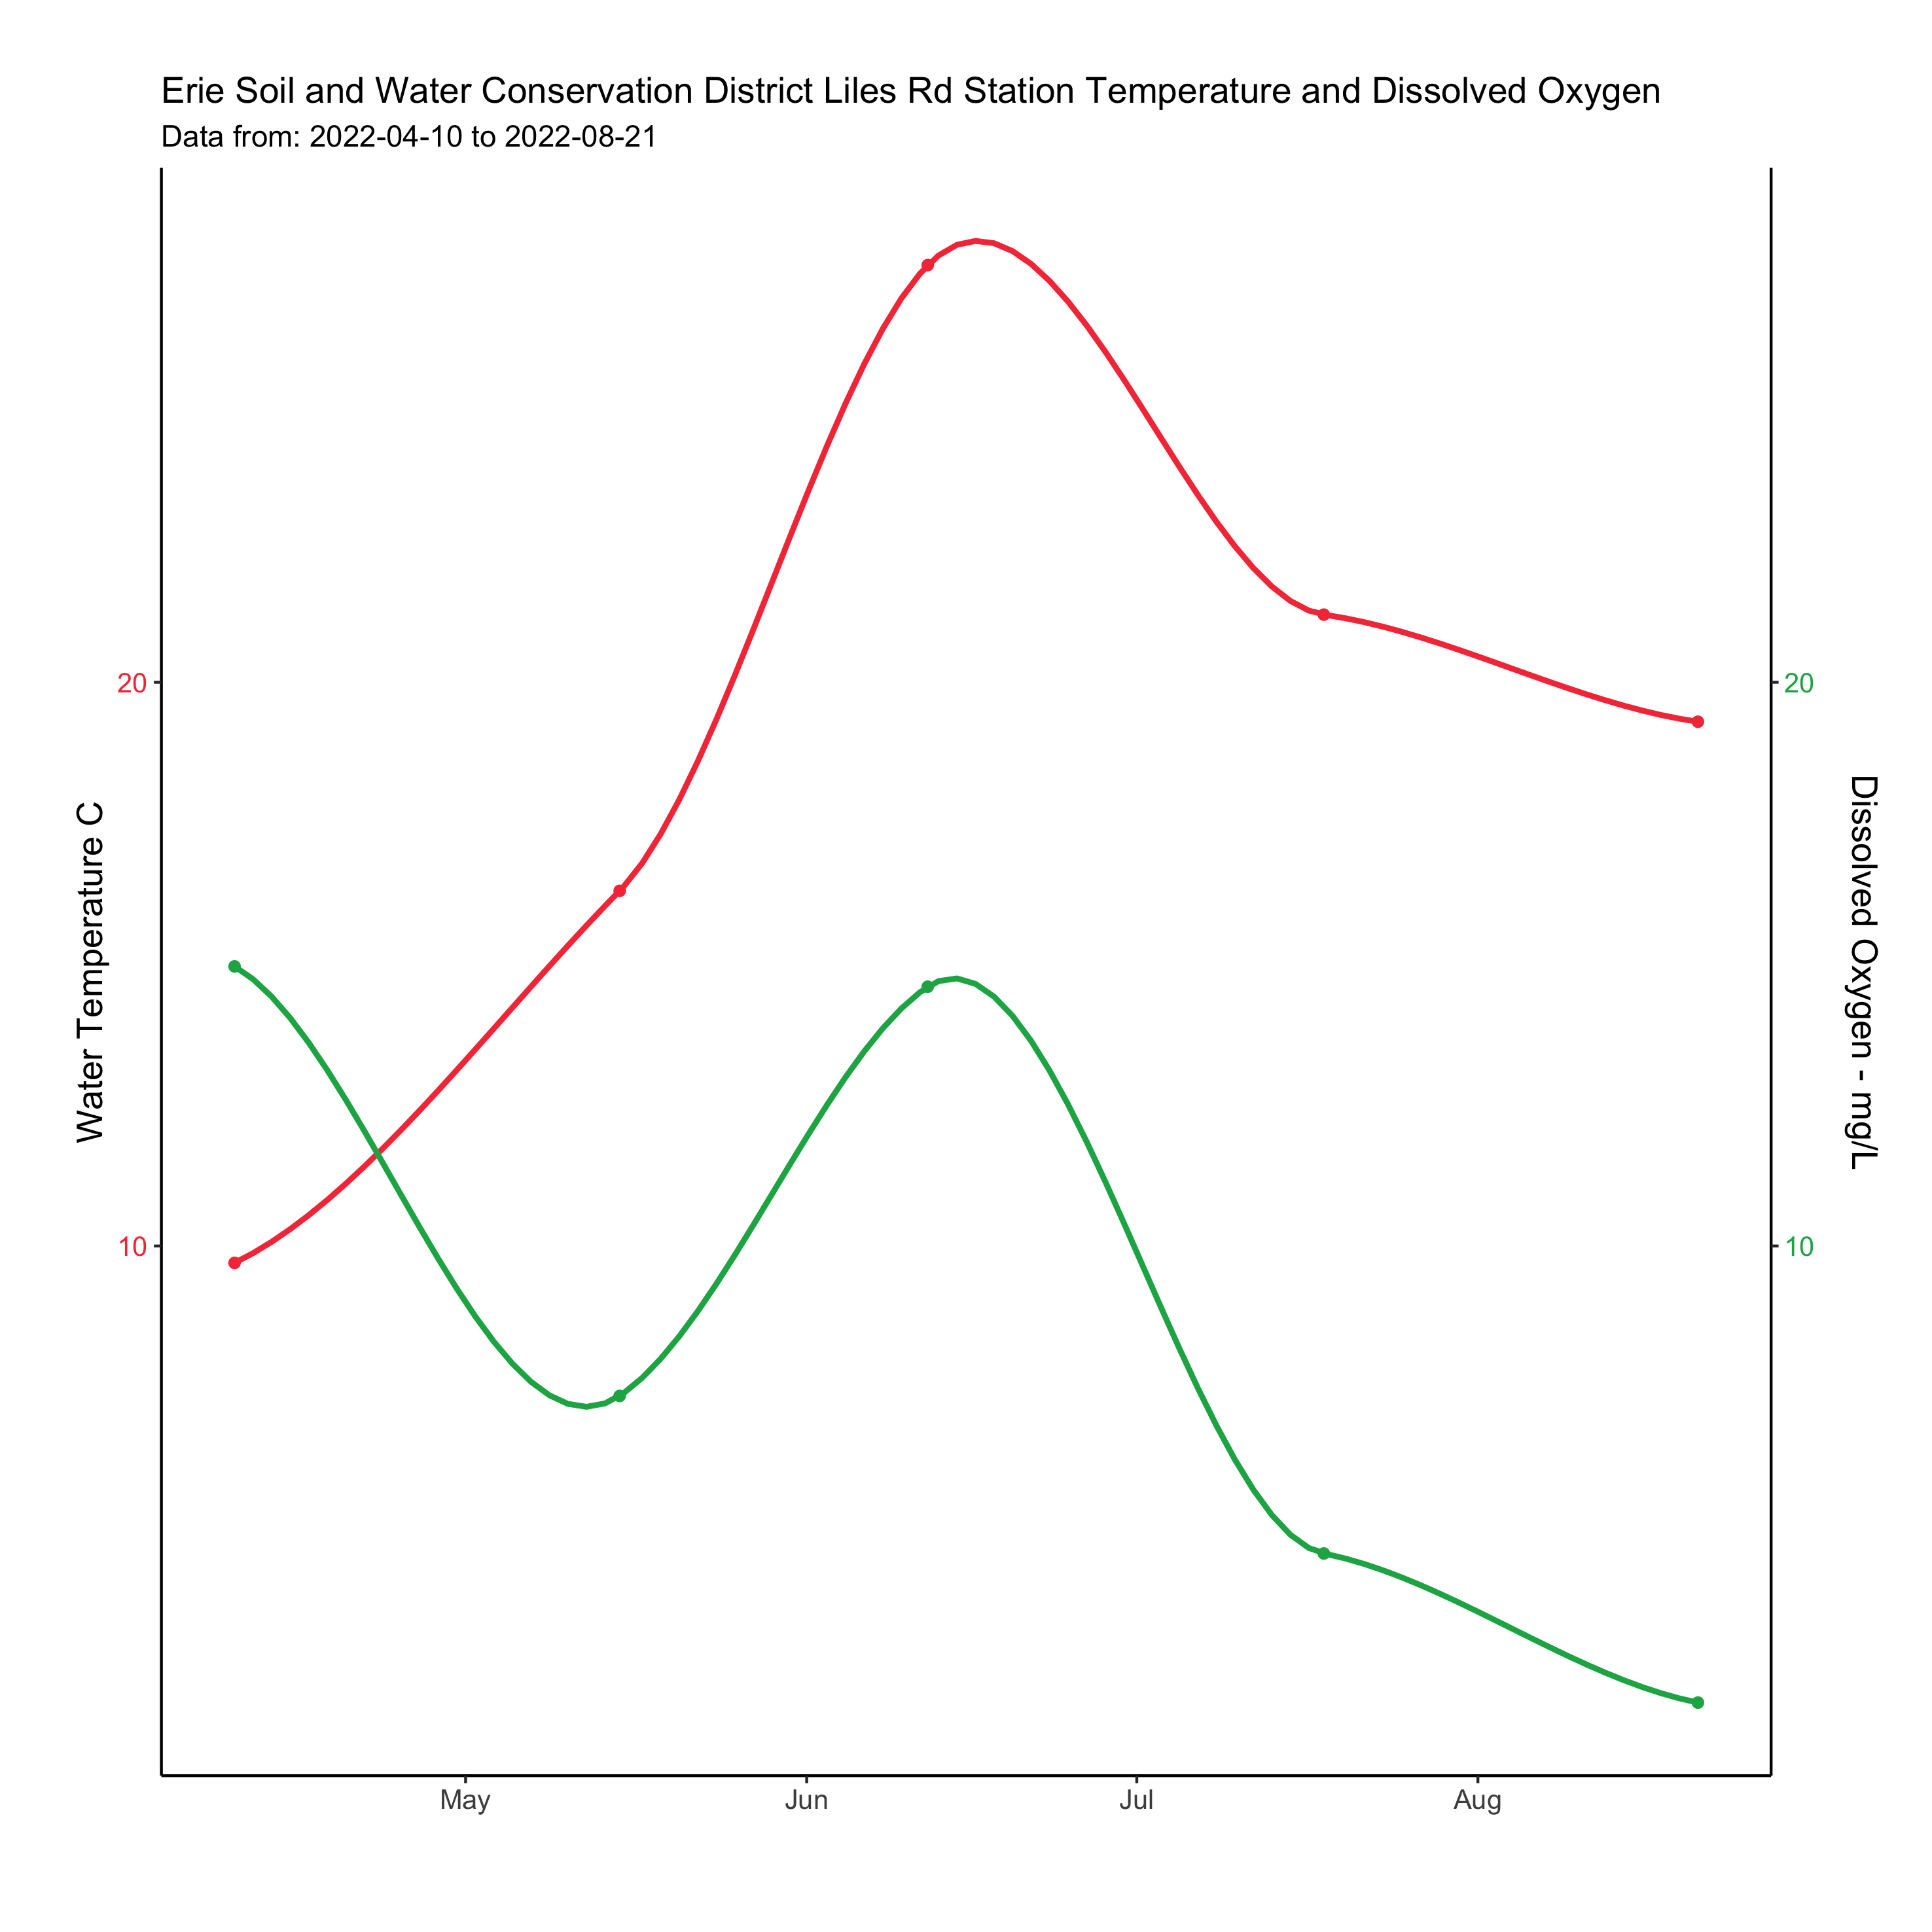 Erie Soil and Water Conservation District Liles Rd Station Temperature and Dissolved Oxygen
Data from: 2022-04-10 to 2022-08-21
Water Temperature C
20
10
20
10
Dissolved Oxygen - mg/L
May
Jun
Jul
Aug